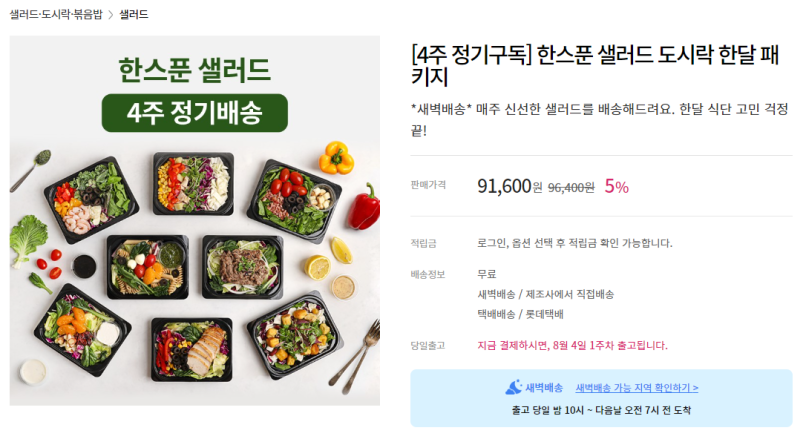 샐러드·도시락·볶음밥 > 샐러드
한스푼 샐러드
4주 정기배송
[4주 정기구독] 한스푼 샐러드 도시락 한달 패
키지
*새벽배송* 매주 신선한 샐러드를 배송해드려요. 한달 식단 고민 걱정
끝!
판매가격 91,600원 96,400원 5%
적립금 로그인, 옵션 선택 후 적립금 확인 가능합니다.
배송정보 무료
새벽배송 / 제조사에서 직접배송
택배배송 / 롯데택배
당일출고 지금 결제하시면, 8월 4일 1주차 출고됩니다.
새벽배송 새벽배송 가능 지역 확인하기 >
출고 당일 밤 10시 ~ 다음날 오전 7시 전 도착